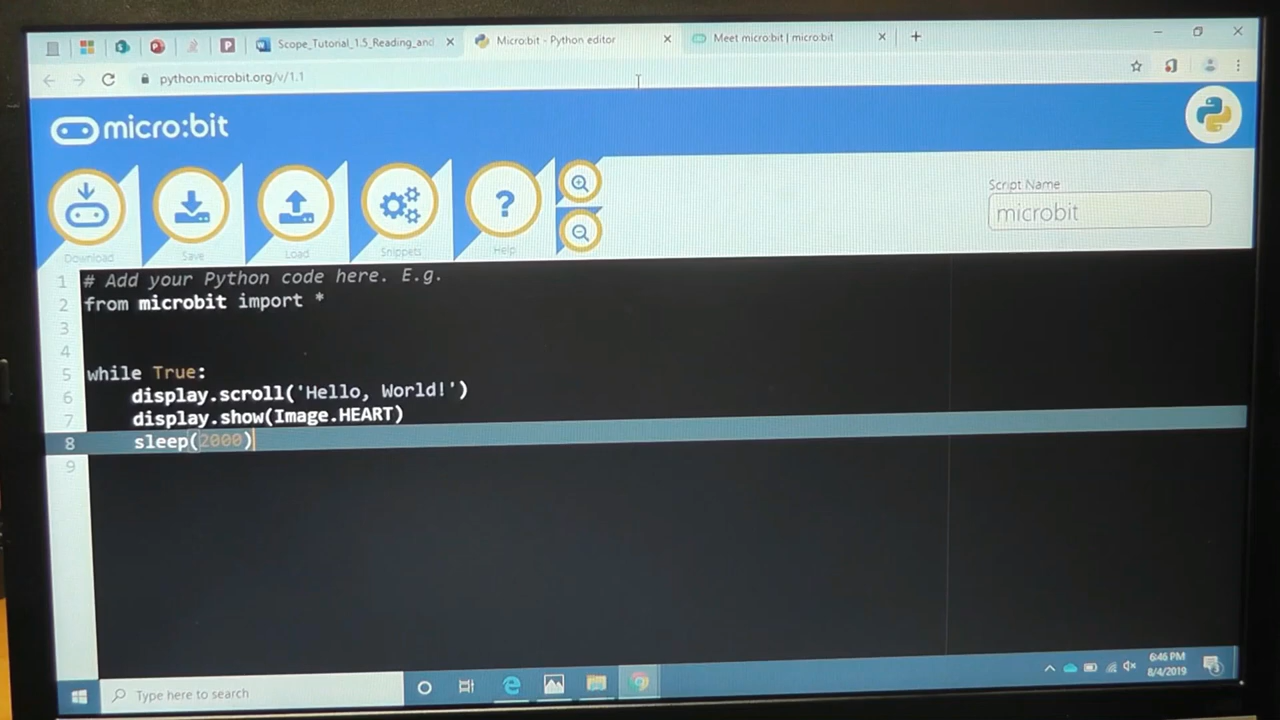 Scope_Tutorial_1.5_Reading_and
Micro:bit - Python editor
Meet micro:bit | micro:bit
python.microbit.org/v/1.1
micro:bit
Download
Save
Load
Snippets
Help
Script Name
microbit
1 # Add your Python code here. E.g.
2 from microbit import *
3
4
5 while True:
6 display.scroll('Hello, World!')
7 display.show(Image.HEART)
8 sleep(2000)
9
Type here to search
6:46 PM
8/4/2019